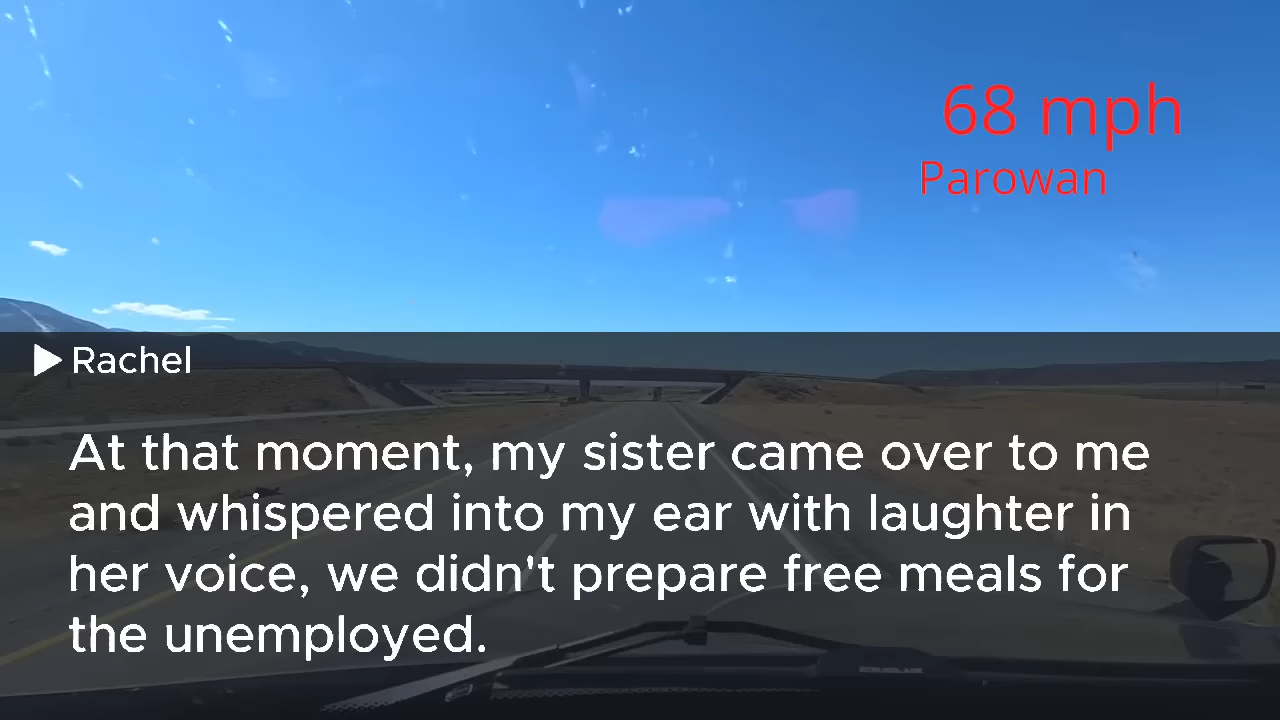 68 mph
Parowan
Rachel
At that moment, my sister came over to me
and whispered into my ear with laughter in
her voice, we didn't prepare free meals for
the unemployed.